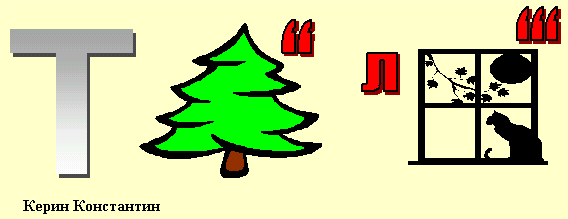 Т “ Л “‘
Керин Константин